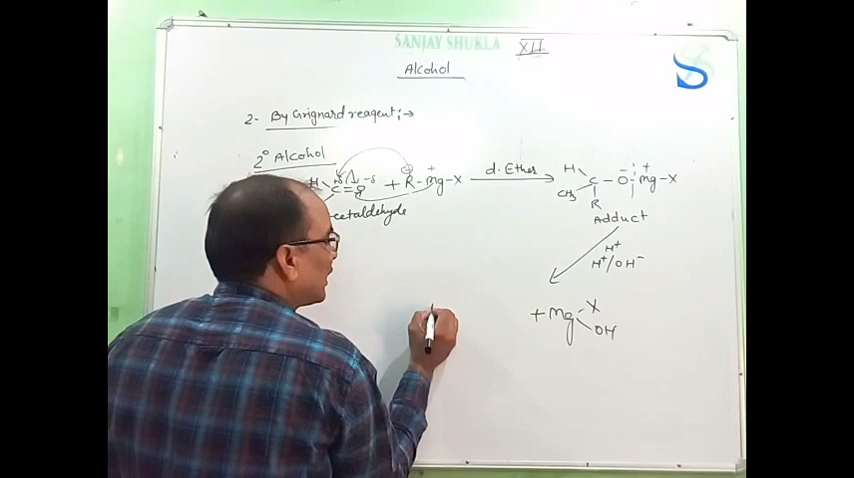 SANJAY SHUKLA
XII
Alcohol
S
2- By Grignard reagent:→
2° Alcohol
H C=O -δ + R-Mg-X + d. Ether → H CH3 C-O Mg-X - + R
cetaldehyde
Adduct
H+
H+/OH-
+Mg X OH